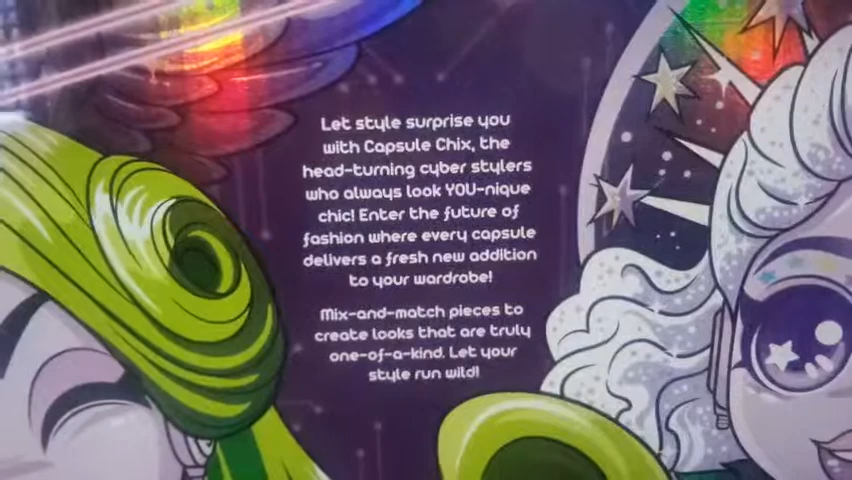 Let style surprise you
with Capsule Chix, the
head-turning cyber stylers
who always look YOU-nique
chic! Enter the future of
fashion where every capsule
delivers a fresh new addition
to your wardrobe!
Mix-and-match pieces to
create looks that are truly
one-of-a-kind. Let your
style run wild!